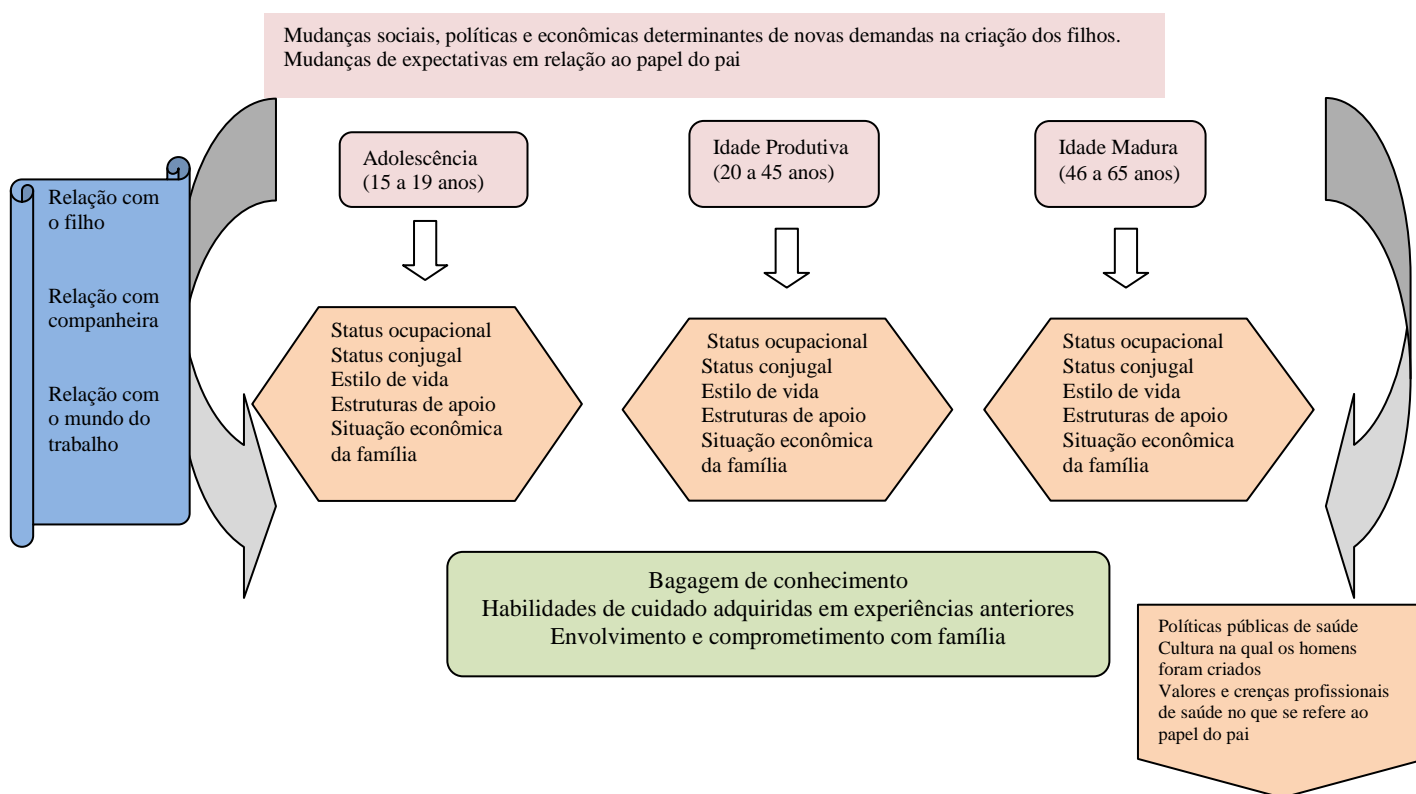 Mudanças sociais, políticas e econômicas determinantes de novas demandas na criação dos filhos.
Mudanças de expectativas em relação ao papel do pai
Adolescência
(15 a 19 anos)
Idade Produtiva
(20 a 45 anos)
Idade Madura
(46 a 65 anos)
Relação com
o filho
Relação com
companheira
Relação com
o mundo do
trabalho
Status ocupacional
Status conjugal
Estilo de vida
Estruturas de apoio
Situação econômica
da família
Status ocupacional
Status conjugal
Estilo de vida
Estruturas de apoio
Situação econômica
da família
Status ocupacional
Status conjugal
Estilo de vida
Estruturas de apoio
Situação econômica
da família
Bagagem de conhecimento
Habilidades de cuidado adquiridas em experiências anteriores
Envolvimento e comprometimento com família
Políticas públicas de saúde
Cultura na qual os homens
foram criados
Valores e crenças profissionais
de saúde no que se refere ao
papel do pai